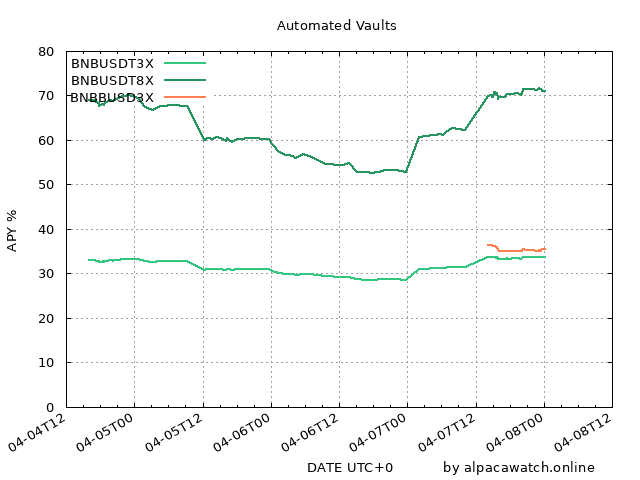 Automated Vaults
80
70
60
50
40
30
20
10
0
APY %
BNBUSDT3X
BNBUSDT8X
BNBBUSD3X
04-04T12
04-05T00
04-05T12
04-06T00
04-06T12
04-07T00
04-07T12
04-08T00
04-08T12
DATE UTC+0
by alpacawatch.online